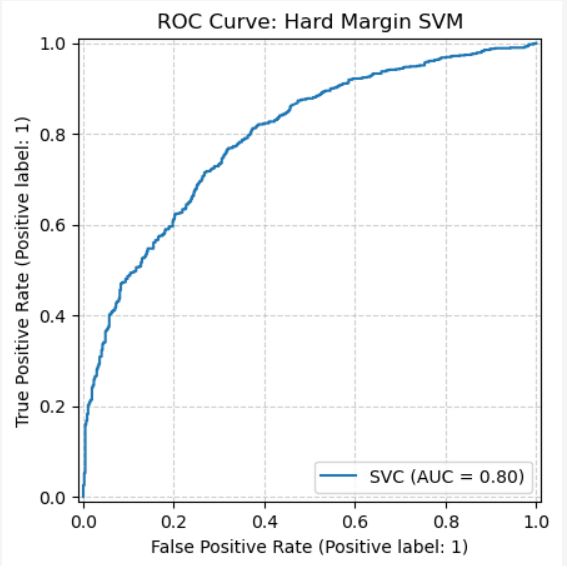 ROC Curve: Hard Margin SVM
True Positive Rate (Positive label: 1)
1.0
0.8
0.6
0.4
0.2
0.0
SVC (AUC = 0.80)
0.0 0.2 0.4 0.6 0.8 1.0
False Positive Rate (Positive label: 1)